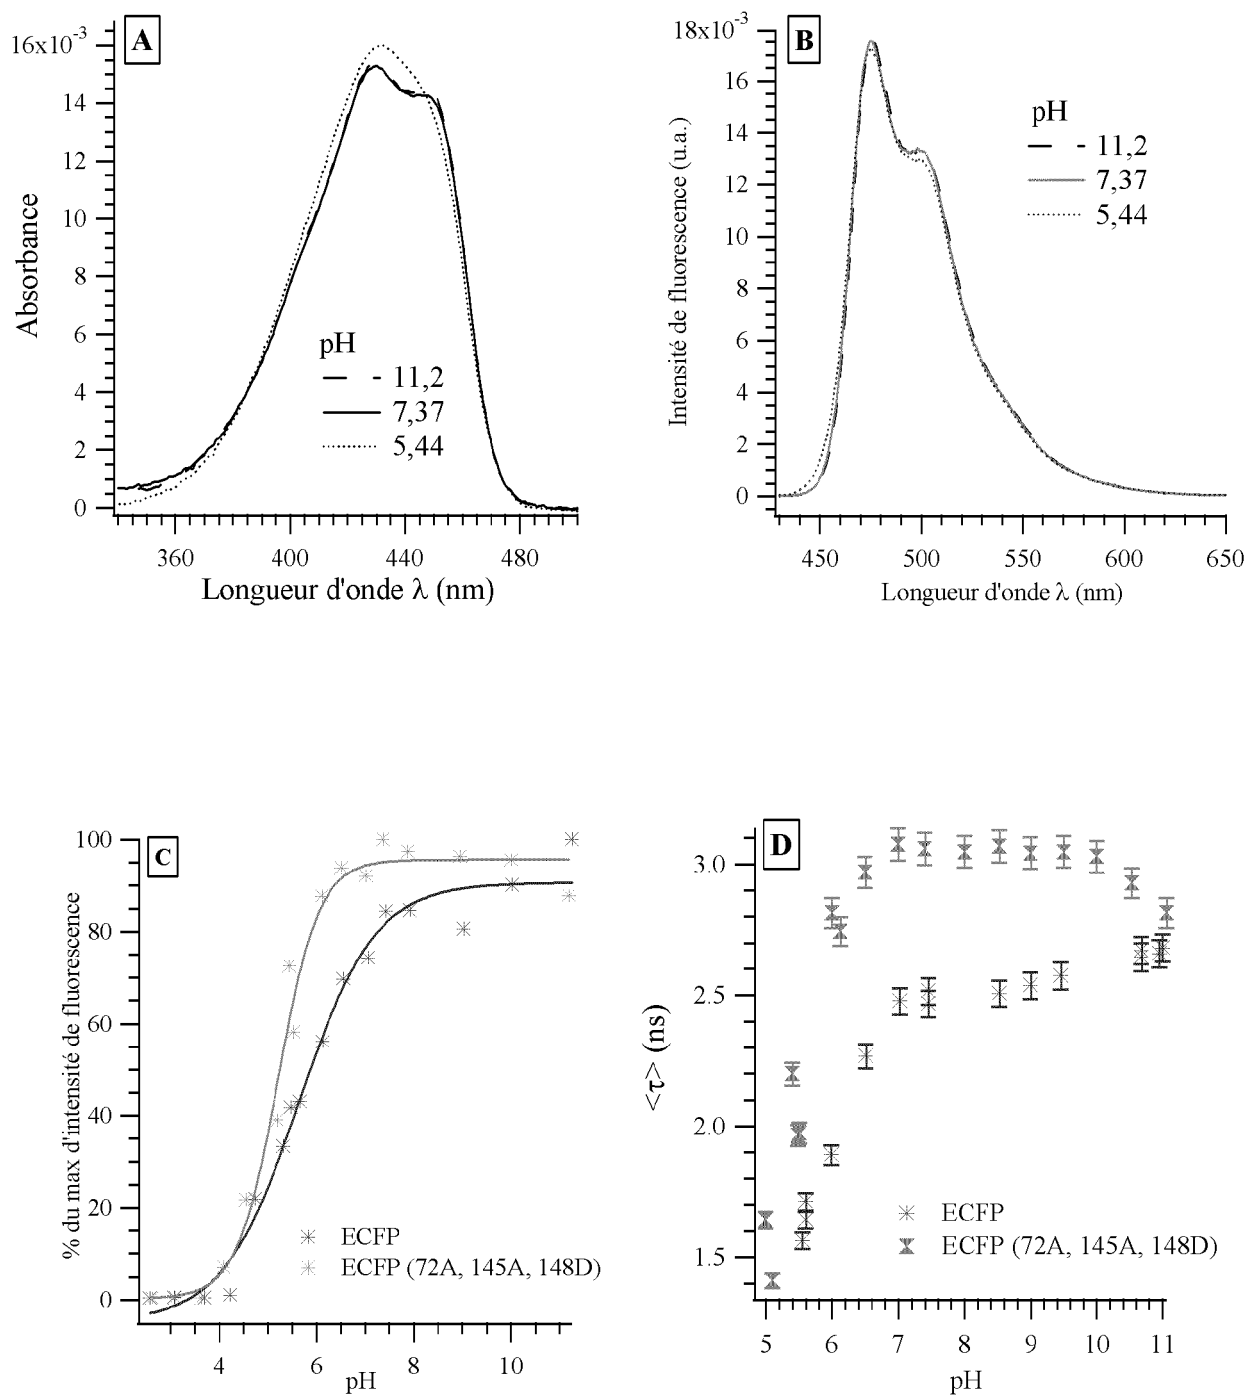 A
16x10-3
14
12
10
8
6
4
2
0
Absorbance
pH
11,2
7,37
5,44
360
400
440
480
Longueur d'onde λ (nm)
B
18x10-3
16
14
12
10
8
6
4
2
0
Intensité de fluorescence (u.a.)
pH
11,2
7,37
5,44
450
500
550
600
650
Longueur d'onde λ (nm)
C
100
80
60
40
20
0
% du max d'intensité de fluorescence
ECFP
ECFP (72A, 145A, 148D)
4
6
8
10
pH
D
3.0
2.5
2.0
1.5
<τ> (ns)
ECFP
ECFP (72A, 145A, 148D)
5
6
7
8
9
10
11
pH